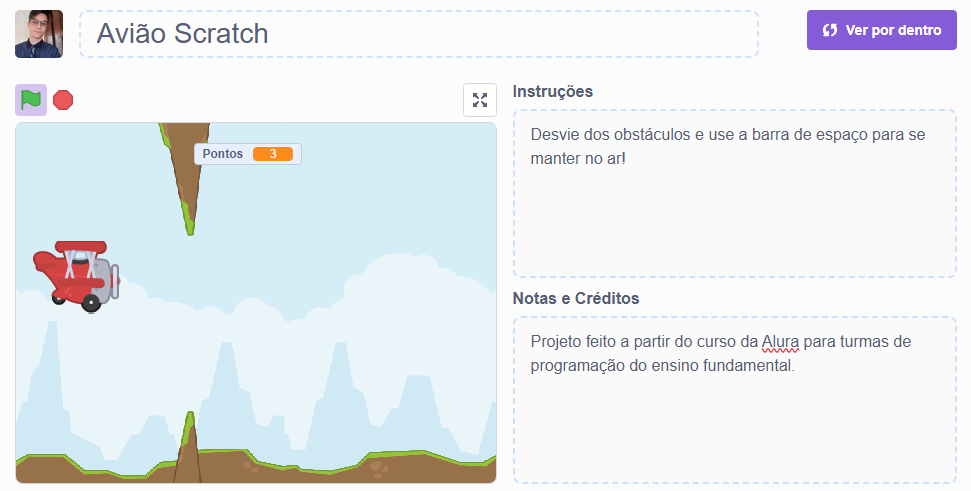 Avião Scratch
Ver por dentro
Pontos 3
Instruções
Desvie dos obstáculos e use a barra de espaço para se
manter no ar!
Notas e Créditos
Projeto feito a partir do curso da Alura para turmas de
programação do ensino fundamental.